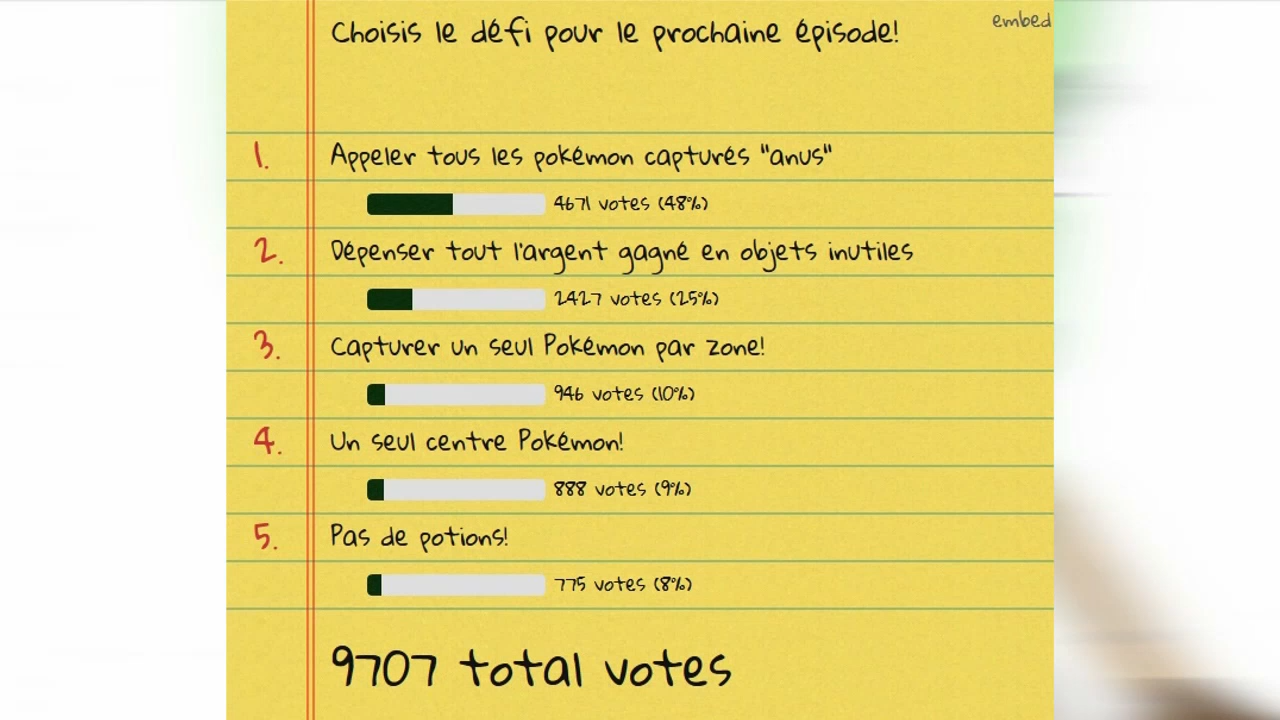 Choisis le défi pour le prochaine épisode!
embed
1. Appeler tous les pokémon capturés "anus"
4671 votes (48%)
2. Dépenser tout l'argent gagné en objets inutiles
2427 votes (25%)
3. Capturer un seul Pokémon par zone!
946 votes (10%)
4. Un seul centre Pokémon!
888 votes (9%)
5. Pas de potions!
775 votes (8%)
9707 total votes